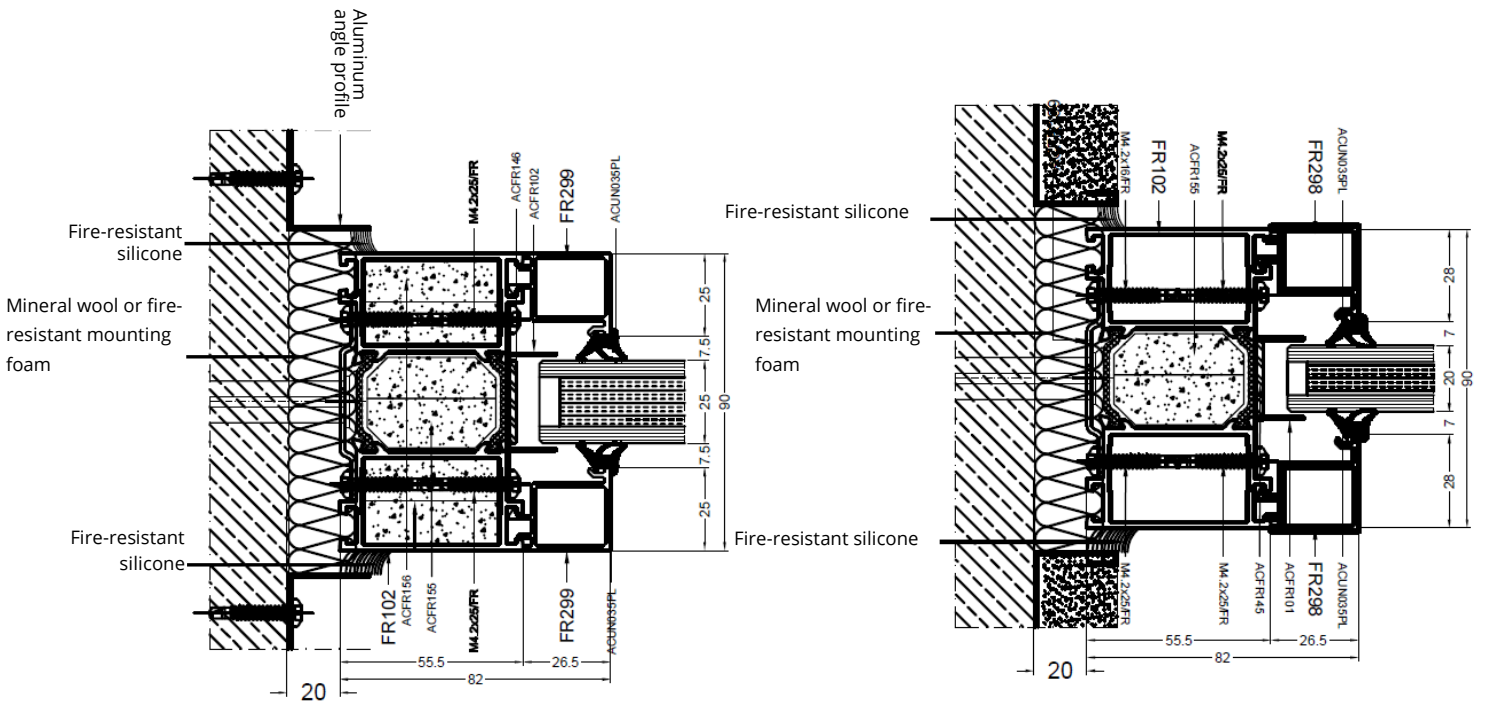 Aluminum
angle profile
M4.2x25/FR
ACFR146
ACFR102
FR299
ACUN035PL
Fire-resistant
silicone
Mineral wool or fire-
resistant mounting
foam
Fire-resistant
silicone
25
7.5
25
7.5
25
90
FR102
ACFR156
ACFR155
M4.2x25/FR
FR299
ACUN035PL
55.5
26.5
82
20
M4.2x16/FR
FR102
ACFR155
M4.2x25/FR
FR298
ACUN035PL
Fire-resistant silicone
Mineral wool or fire-
resistant mounting
foam
Fire-resistant silicone
28
7
20
7
28
90
M4.2x25/FR
M4.2x25/FR
ACFR145
ACFR101
FR298
ACUN035PL
55.5
26.5
82
20